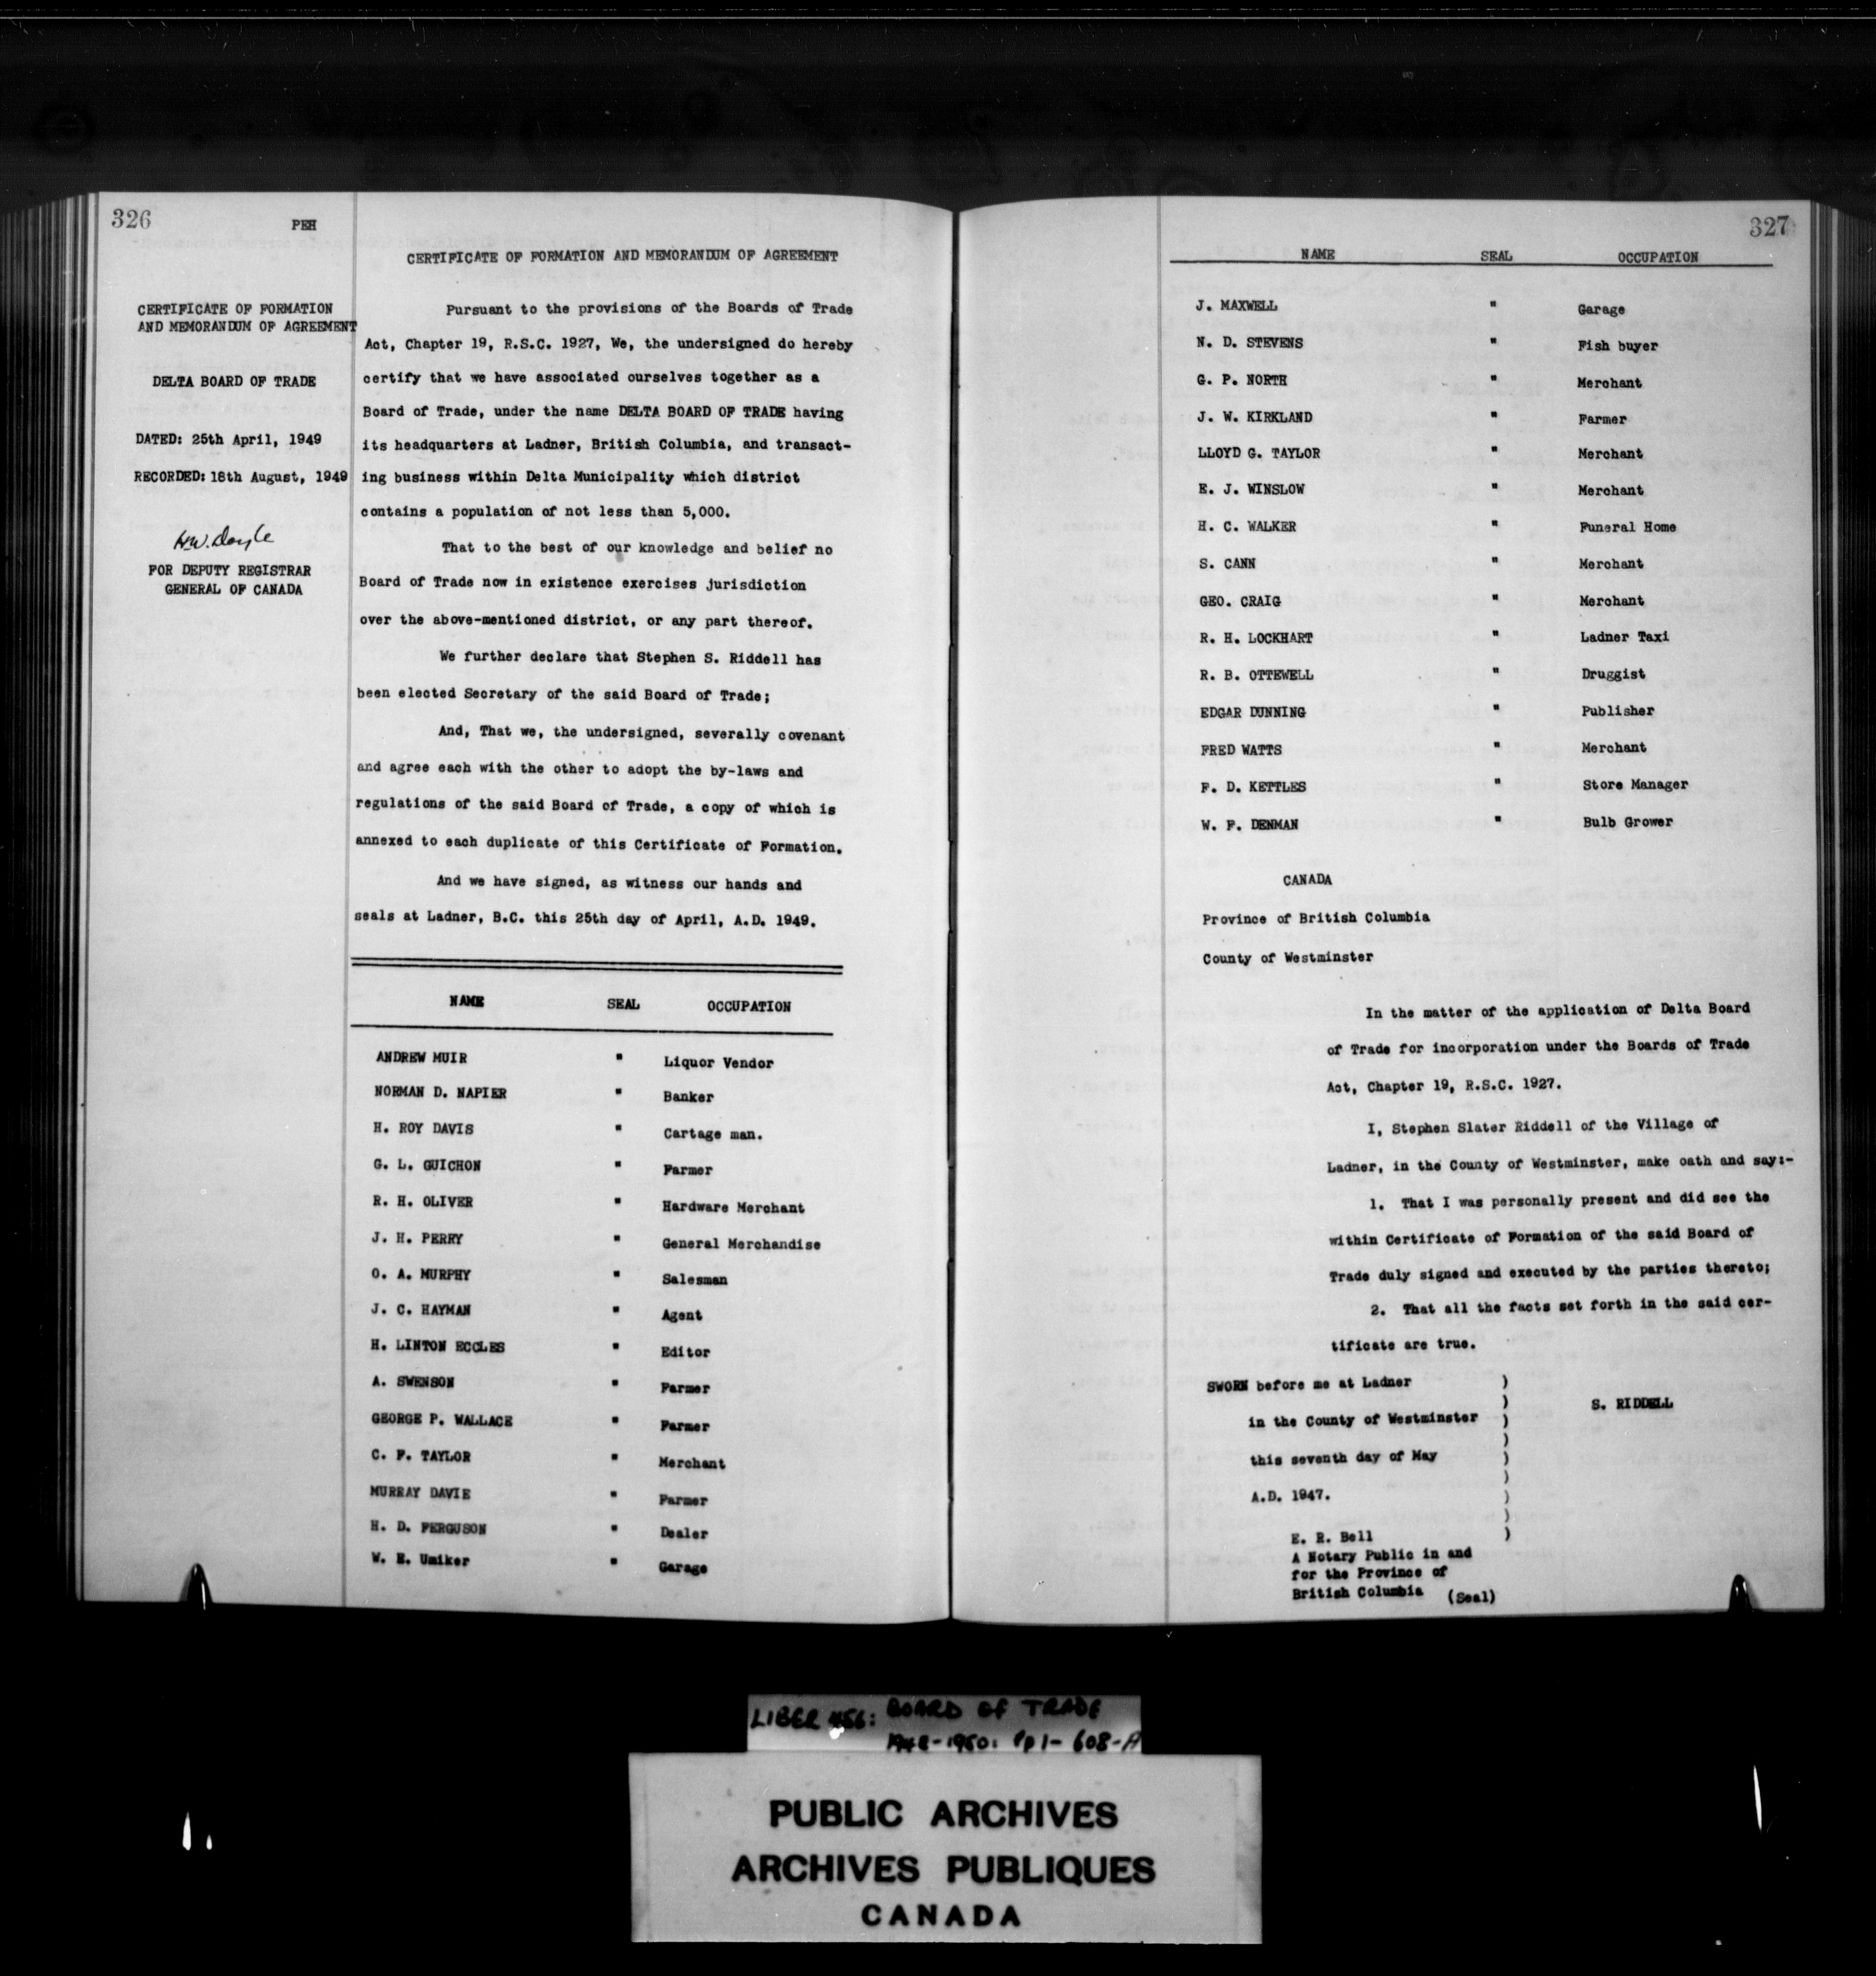 326
PEH
CERTIFICATE OF FORMATION
AND MEMORANDUM OF AGREEMENT
DELTA BOARD OF TRADE
DATED: 25th April, 1949
RECORDED: 18th August, 1949
H.W. Doyle
FOR DEPUTY REGISTRAR
GENERAL OF CANADA
CERTIFICATE OF FORMATION AND MEMORANDUM OF AGREEMENT
Pursuant to the provisions of the Boards of Trade
Act, Chapter 19, R.S.C. 1927, We, the undersigned do hereby
certify that we have associated ourselves together as a
Board of Trade, under the name DELTA BOARD OF TRADE having
its headquarters at Ladner, British Columbia, and transact-
ing business within Delta Municipality which district
contains a population of not less than 5,000.
That to the best of our knowledge and belief no
Board of Trade now in existence exercises jurisdiction
over the above-mentioned district, or any part thereof.
We further declare that Stephen S. Riddell has
been elected Secretary of the said Board of Trade;
And, That we, the undersigned, severally covenant
and agree each with the other to adopt the by-laws and
regulations of the said Board of Trade, a copy of which is
annexed to each duplicate of this Certificate of Formation.
And we have signed, as witness our hands and
seals at Ladner, B.C. this 25th day of April, A.D. 1949.
NAME SEAL OCCUPATION
ANDREW MUIR " Liquor Vendor
NORMAN D. NAPIER " Banker
H. ROY DAVIS " Cartage man.
G. L. GUICHON " Farmer
R. H. OLIVER " Hardware Merchant
J. H. PERRY " General Merchandise
O. A. MURPHY " Salesman
J. C. HAYMAN " Agent
H. LINTON ECCLES " Editor
A. SWENSON " Farmer
GEORGE P. WALLACE " Farmer
C. F. TAYLOR " Merchant
MURRAY DAVIE " Farmer
H. D. FERGUSON " Dealer
W. E. Umiker " Garage
327
NAME SEAL OCCUPATION
J. MAXWELL " Garage
N. D. STEVENS " Fish buyer
G. P. NORTH " Merchant
J. W. KIRKLAND " Farmer
LLOYD G. TAYLOR " Merchant
E. J. WINSLOW " Merchant
H. C. WALKER " Funeral Home
S. CANN " Merchant
GEO. CRAIG " Merchant
R. H. LOCKHART " Ladner Taxi
R. B. OTTEWELL " Druggist
EDGAR DUNNING " Publisher
FRED WATTS " Merchant
F. D. KETTLES " Store Manager
W. F. DENMAN " Bulb Grower
CANADA
Province of British Columbia
County of Westminster
In the matter of the application of Delta Board
of Trade for incorporation under the Boards of Trade
Act, Chapter 19, R.S.C. 1927.
I, Stephen Slater Riddell of the Village of
Ladner, in the County of Westminster, make oath and say:-
1. That I was personally present and did see the
within Certificate of Formation of the said Board of
Trade duly signed and executed by the parties thereto;
2. That all the facts set forth in the said cer-
tificate are true.
SWORN before me at Ladner )
) S. RIDDELL
in the County of Westminster )
)
this seventh day of May )
)
A.D. 1947. )
)
E. R. Bell )
A Notary Public in and
for the Province of
British Columbia (Seal)
LIBER 456: BOARD OF TRADE
1948-1950: pp 1-608-A
PUBLIC ARCHIVES
ARCHIVES PUBLIQUES
CANADA